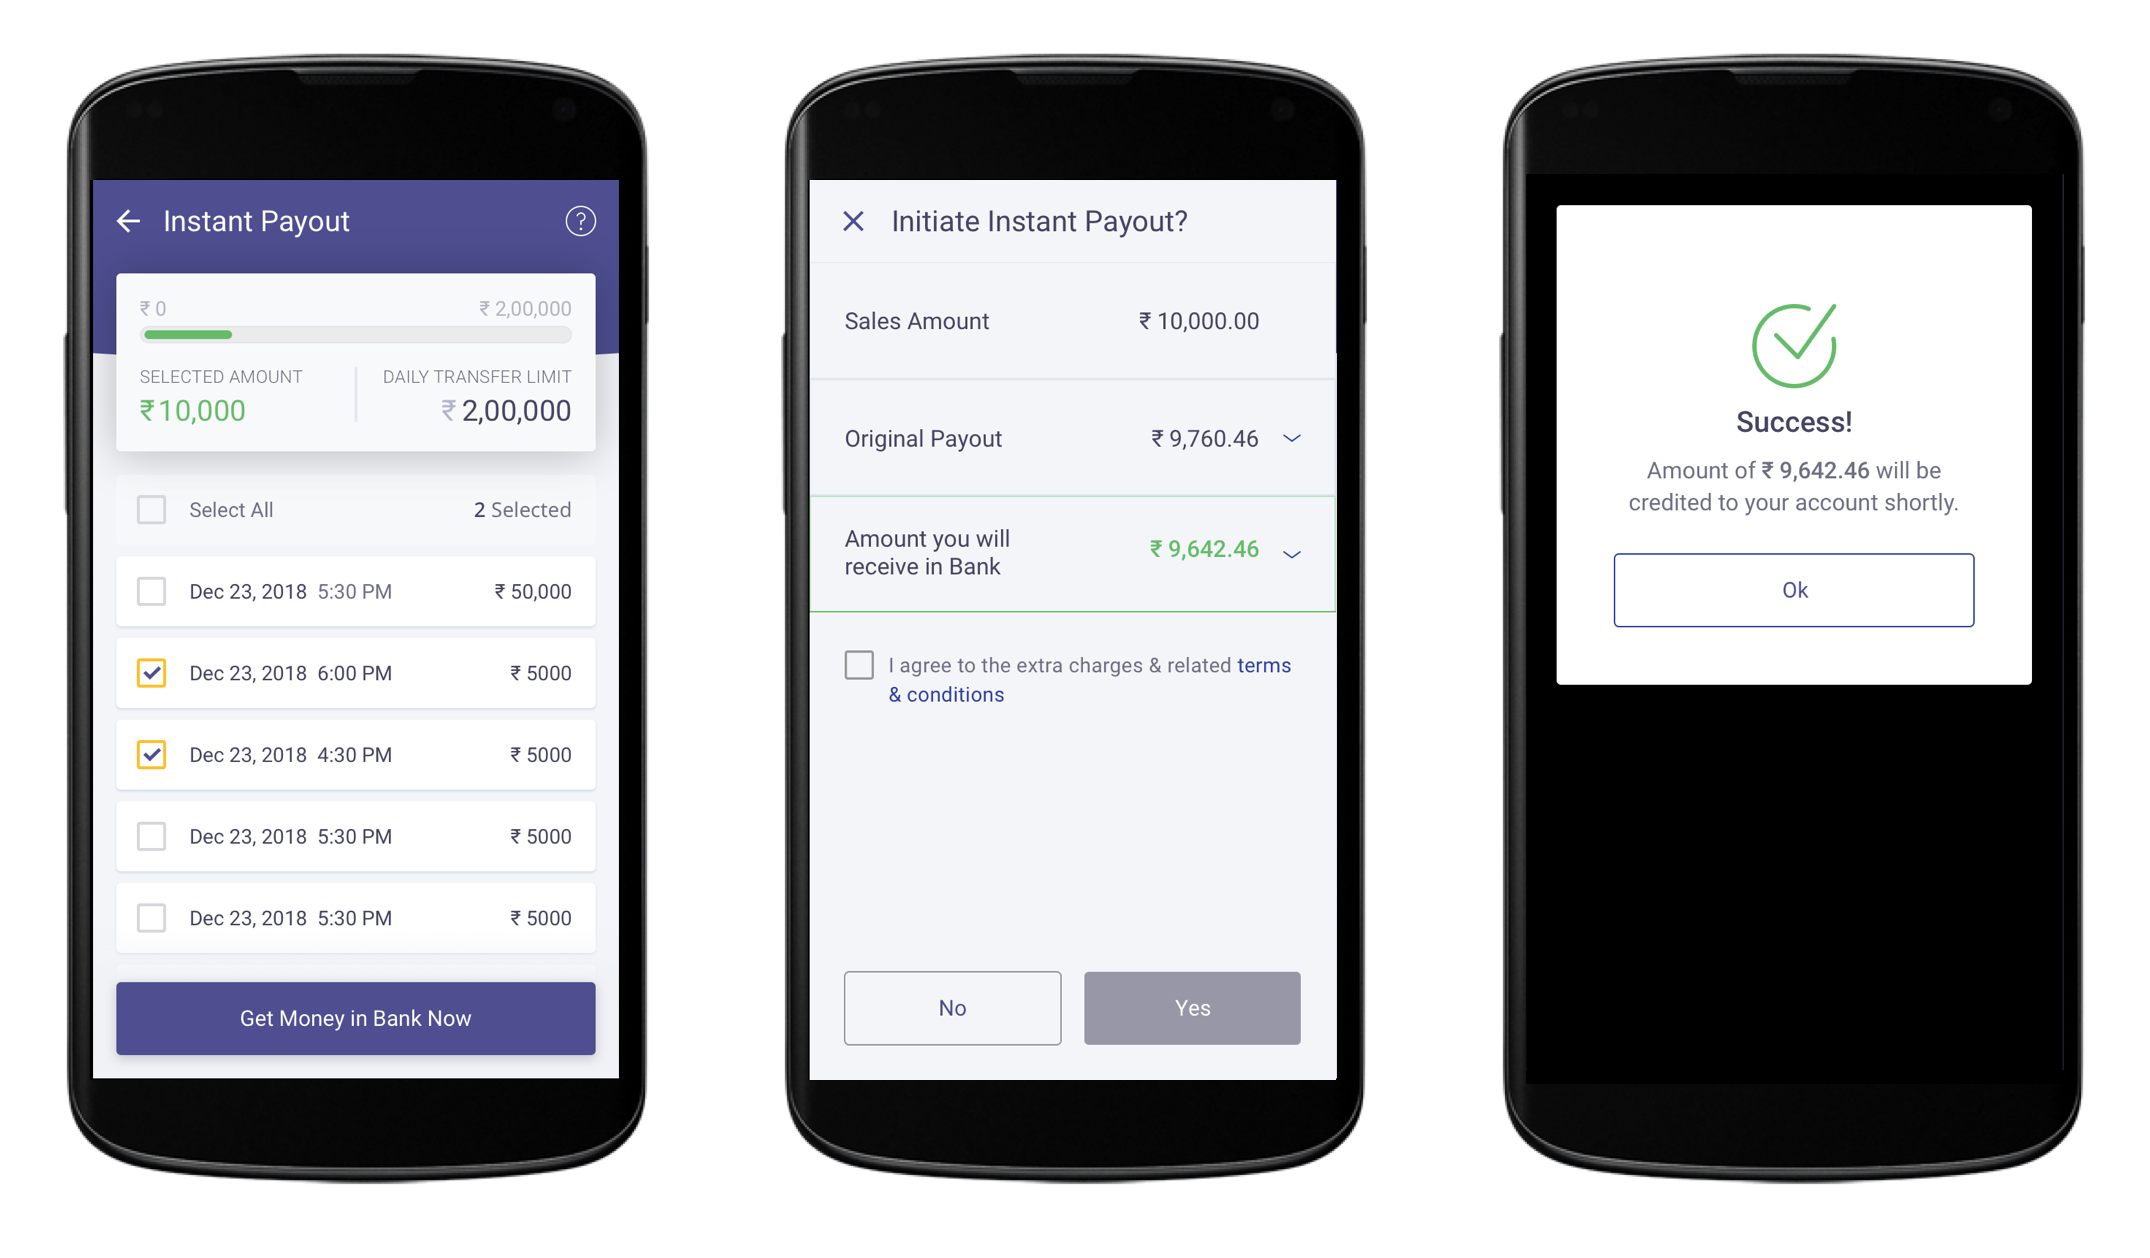 Instant Payout
?
₹ 0 ₹ 2,00,000
SELECTED AMOUNT DAILY TRANSFER LIMIT
₹10,000 ₹ 2,00,000
Select All 2 Selected
Dec 23, 2018 5:30 PM ₹ 50,000
Dec 23, 2018 6:00 PM ₹ 5000
Dec 23, 2018 4:30 PM ₹ 5000
Dec 23, 2018 5:30 PM ₹ 5000
Dec 23, 2018 5:30 PM ₹ 5000
Get Money in Bank Now
Initiate Instant Payout?
Sales Amount ₹ 10,000.00
Original Payout ₹ 9,760.46
Amount you will
receive in Bank ₹ 9,642.46
I agree to the extra charges & related terms
& conditions
No Yes
Success!
Amount of ₹ 9,642.46 will be
credited to your account shortly.
Ok